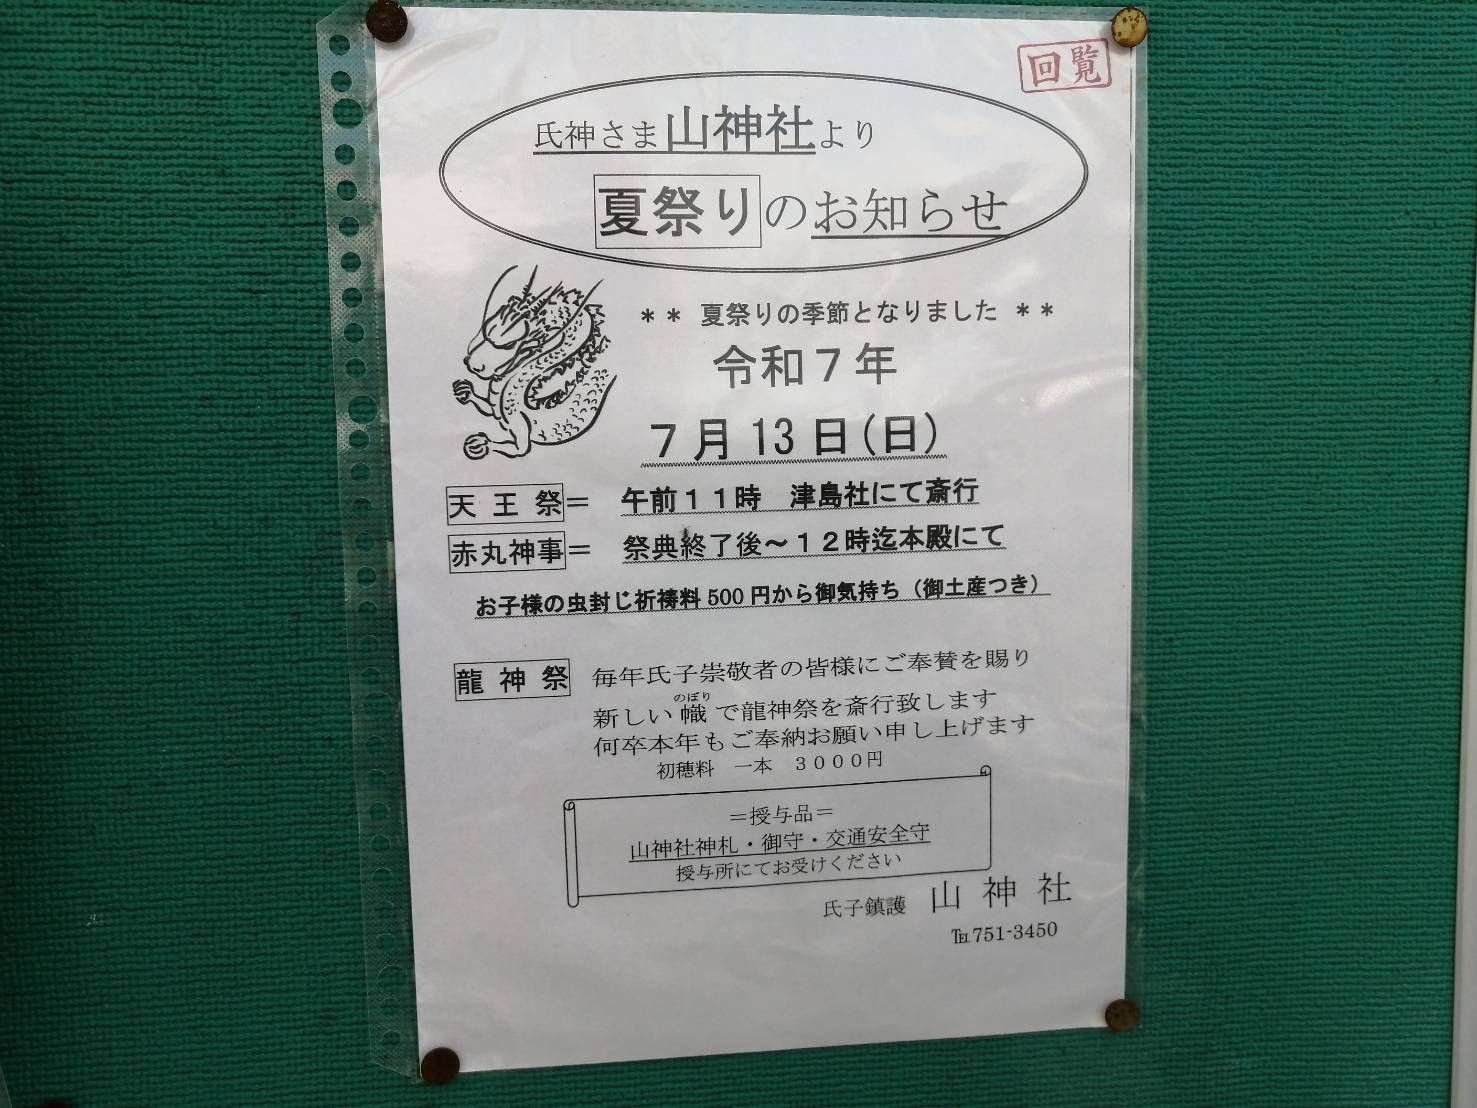 回覧
氏神さま山神社より
夏祭りのお知らせ
** 夏祭りの季節となりました **
令和７年
７月13日(日)
天王祭＝ 午前１１時 津島社にて斎行
赤丸神事＝ 祭典終了後～１２時迄本殿にて
お子様の虫封じ祈祷料500円から御気持ち（御土産つき）
龍神祭 毎年氏子崇敬者の皆様にご奉賛を賜り
のぼり
新しい幟で龍神祭を斎行致します
何卒本年もご奉納お願い申し上げます
初穂料 一本 ３０００円
＝授与品＝
山神社神札・御守・交通安全守
授与所にてお受けください
氏子鎮護 山神社
℡751-3450